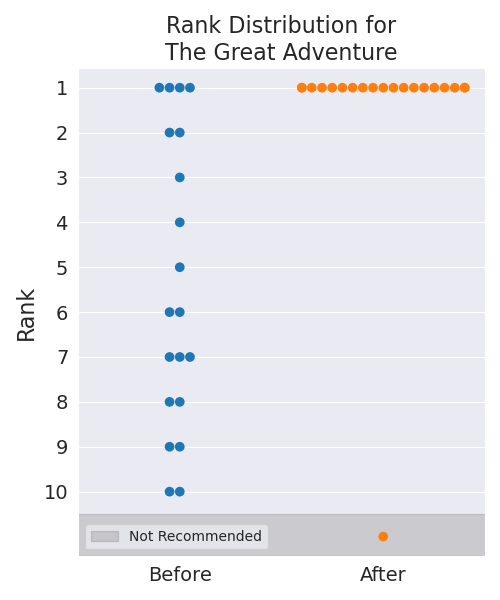 Rank Distribution for
The Great Adventure
Rank
1
2
3
4
5
6
7
8
9
10
Not Recommended
Before
After